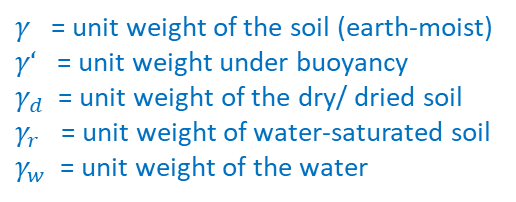 γ = unit weight of the soil (earth-moist)
γ‘ = unit weight under buoyancy
γd = unit weight of the dry/ dried soil
γr = unit weight of water-saturated soil
γw = unit weight of the water